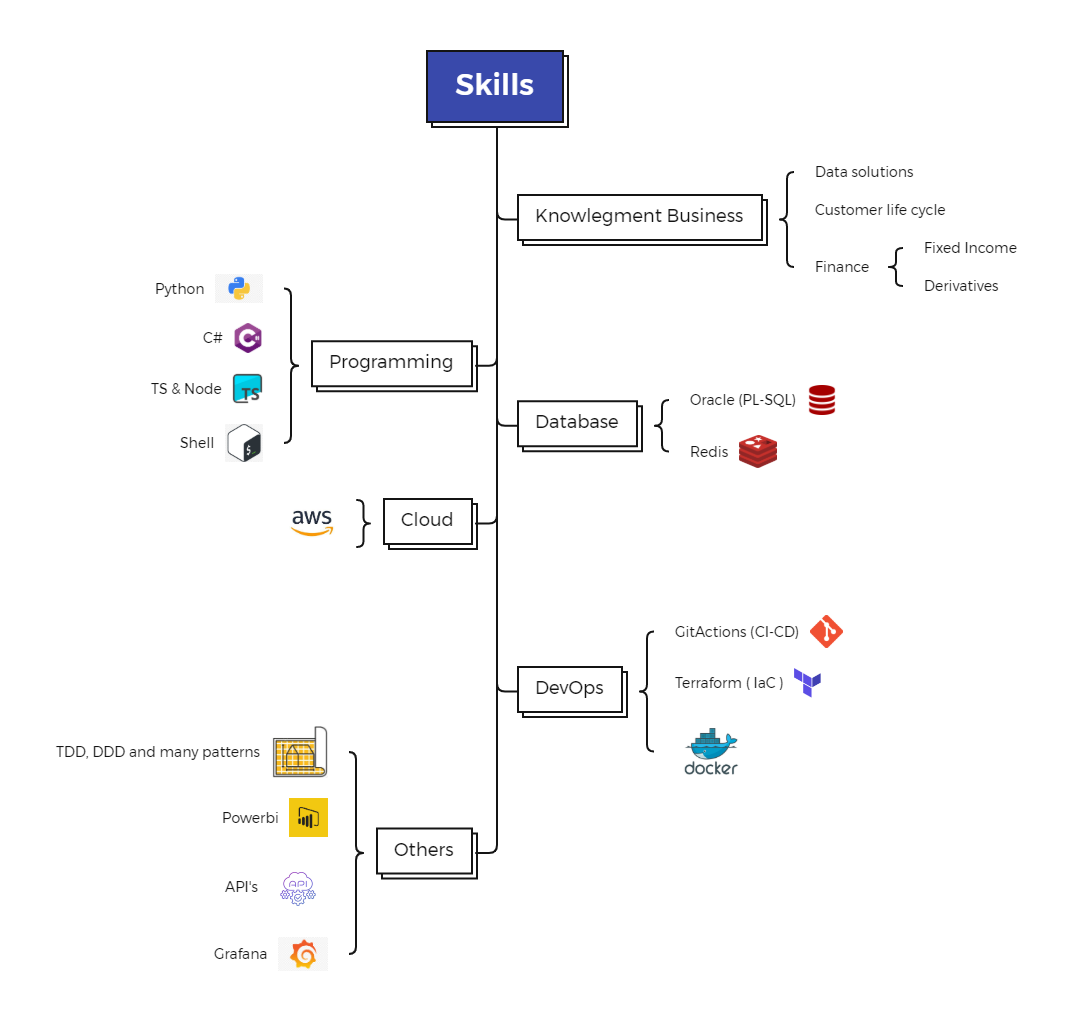 Skills
Knowlegment Business
Data solutions
Customer life cycle
Finance
Fixed Income
Derivatives
Programming
Python
C#
TS & Node
TS
Shell
$_
Database
Oracle (PL-SQL)
Redis
Cloud
aws
DevOps
GitActions (CI-CD)
Terraform ( IaC )
docker
Others
TDD, DDD and many patterns
Powerbi
API's
API
Grafana